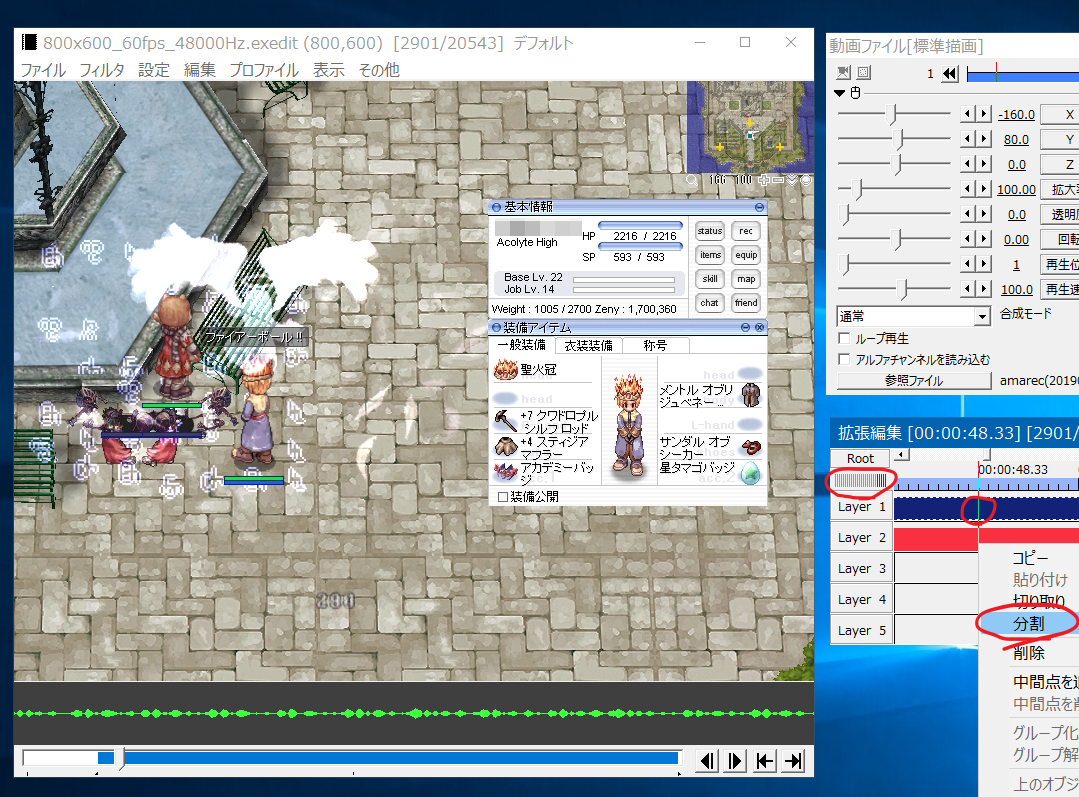 800x600_60fps_48000Hz.exedit (800,600) [2901/20543] デフォルト
ファイル フィルタ 設定 編集 プロファイル 表示 その他
166 100
基本情報
Acolyte High
HP 2216 / 2216
SP 593 / 593
status rec
items equip
skill map
chat friend
Base Lv. 22
Job Lv. 14
Weight : 1005 / 2700 Zeny : 1,700,360
装備アイテム
一般装備 衣装装備 称号
聖火冠
head
head
+7 クワドロプル
シルフ ロッド
+4 スティジア
マフラー
アカデミーバッ
ジ
head
メントル オブリ
ジュベネー ...
L-hand
サンダル オブ
シーカー
星タマゴバッジ
装備公開
ファイアーボール !!
動画ファイル[標準描画]
1
-160.0 X
80.0 Y
0.0 Z
100.00 拡大
0.0 透明
0.00 回転
1 再生
100.0 再生
通常 合成モード
ループ再生
アルファチャンネルを読み込む
参照ファイル amarec(2019
拡張編集 [00:00:48.33] [2901/
Root
00:00:48.33
Layer 1
Layer 2
Layer 3
Layer 4
Layer 5
コピー
貼り付け
切り取り
分割
削除
中間点を
中間点を
グループ化
グループ解
上のオブジ